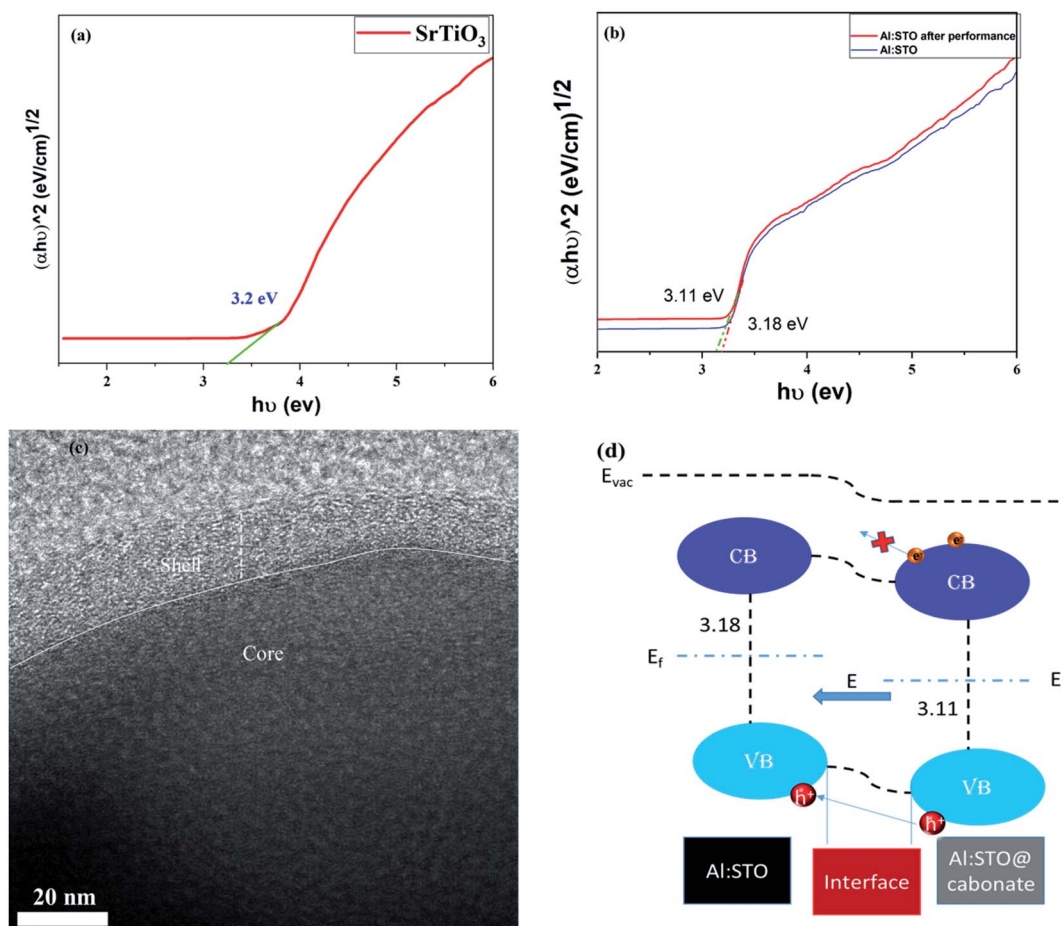 (a)
SrTiO₃
(αhυ)^2 (eV/cm)^1/2
3.2 eV
2 3 4 5 6
hυ (ev)
(b)
Al:STO after performance
Al:STO
(αhυ)^2 (eV/cm)^1/2
3.11 eV
3.18 eV
2 3 4 5 6
hυ (ev)
(c)
Shell
Core
20 nm
(d)
Evac
CB
e-
e-
CB
3.18
Ef
E
E
3.11
VB
VB
h+
h+
Al:STO
Interface
Al:STO@
cabonate